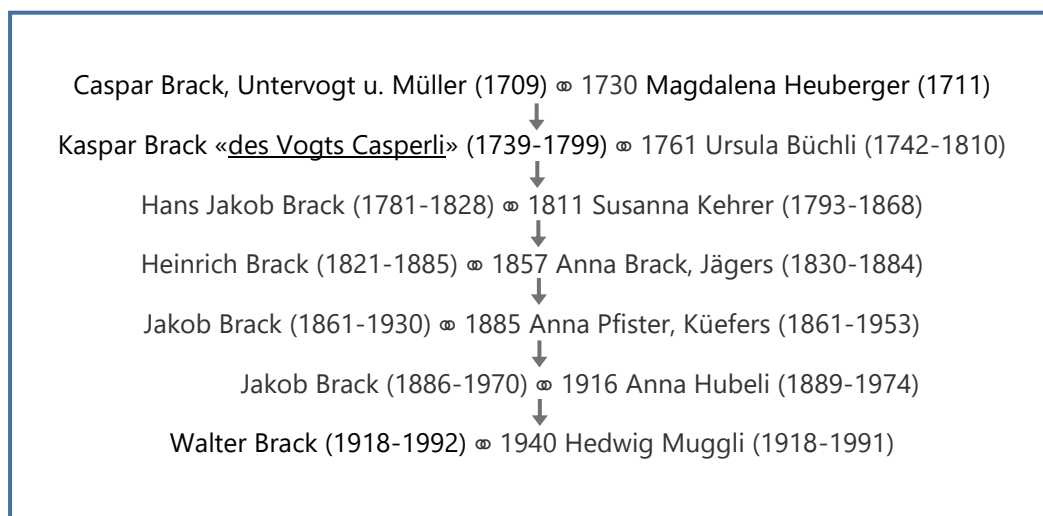 Caspar Brack, Untervogt u. Müller (1709) ⚭ 1730 Magdalena Heuberger (1711)
Kaspar Brack «des Vogts Casperli» (1739-1799) ⚭ 1761 Ursula Büchli (1742-1810)
Hans Jakob Brack (1781-1828) ⚭ 1811 Susanna Kehrer (1793-1868)
Heinrich Brack (1821-1885) ⚭ 1857 Anna Brack, Jägers (1830-1884)
Jakob Brack (1861-1930) ⚭ 1885 Anna Pfister, Küefers (1861-1953)
Jakob Brack (1886-1970) ⚭ 1916 Anna Hubeli (1889-1974)
Walter Brack (1918-1992) ⚭ 1940 Hedwig Muggli (1918-1991)